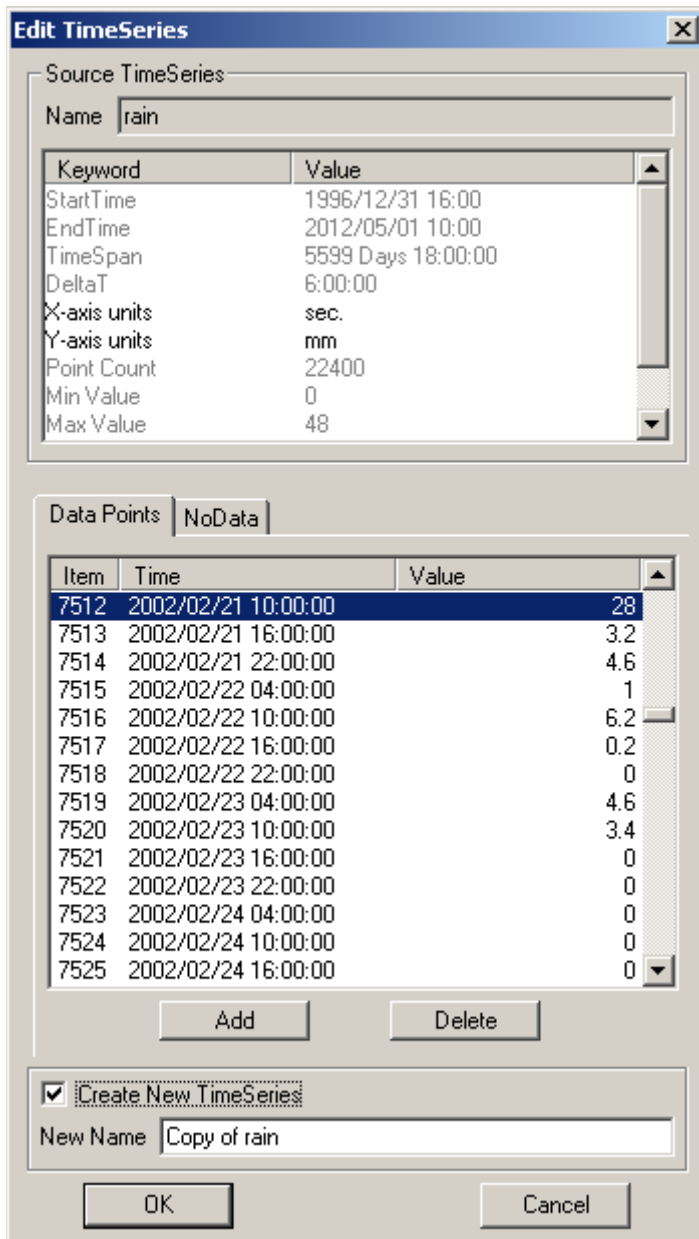 Edit TimeSeries
Source TimeSeries
Name rain
Keyword Value
StartTime 1996/12/31 16:00
EndTime 2012/05/01 10:00
TimeSpan 5599 Days 18:00:00
DeltaT 6:00:00
X-axis units sec.
Y-axis units mm
Point Count 22400
Min Value 0
Max Value 48
Data Points NoData
Item Time Value
7512 2002/02/21 10:00:00 28
7513 2002/02/21 16:00:00 3.2
7514 2002/02/21 22:00:00 4.6
7515 2002/02/22 04:00:00 1
7516 2002/02/22 10:00:00 6.2
7517 2002/02/22 16:00:00 0.2
7518 2002/02/22 22:00:00 0
7519 2002/02/23 04:00:00 4.6
7520 2002/02/23 10:00:00 3.4
7521 2002/02/23 16:00:00 0
7522 2002/02/23 22:00:00 0
7523 2002/02/24 04:00:00 0
7524 2002/02/24 10:00:00 0
7525 2002/02/24 16:00:00 0
Add Delete
Create New TimeSeries
New Name Copy of rain
OK Cancel